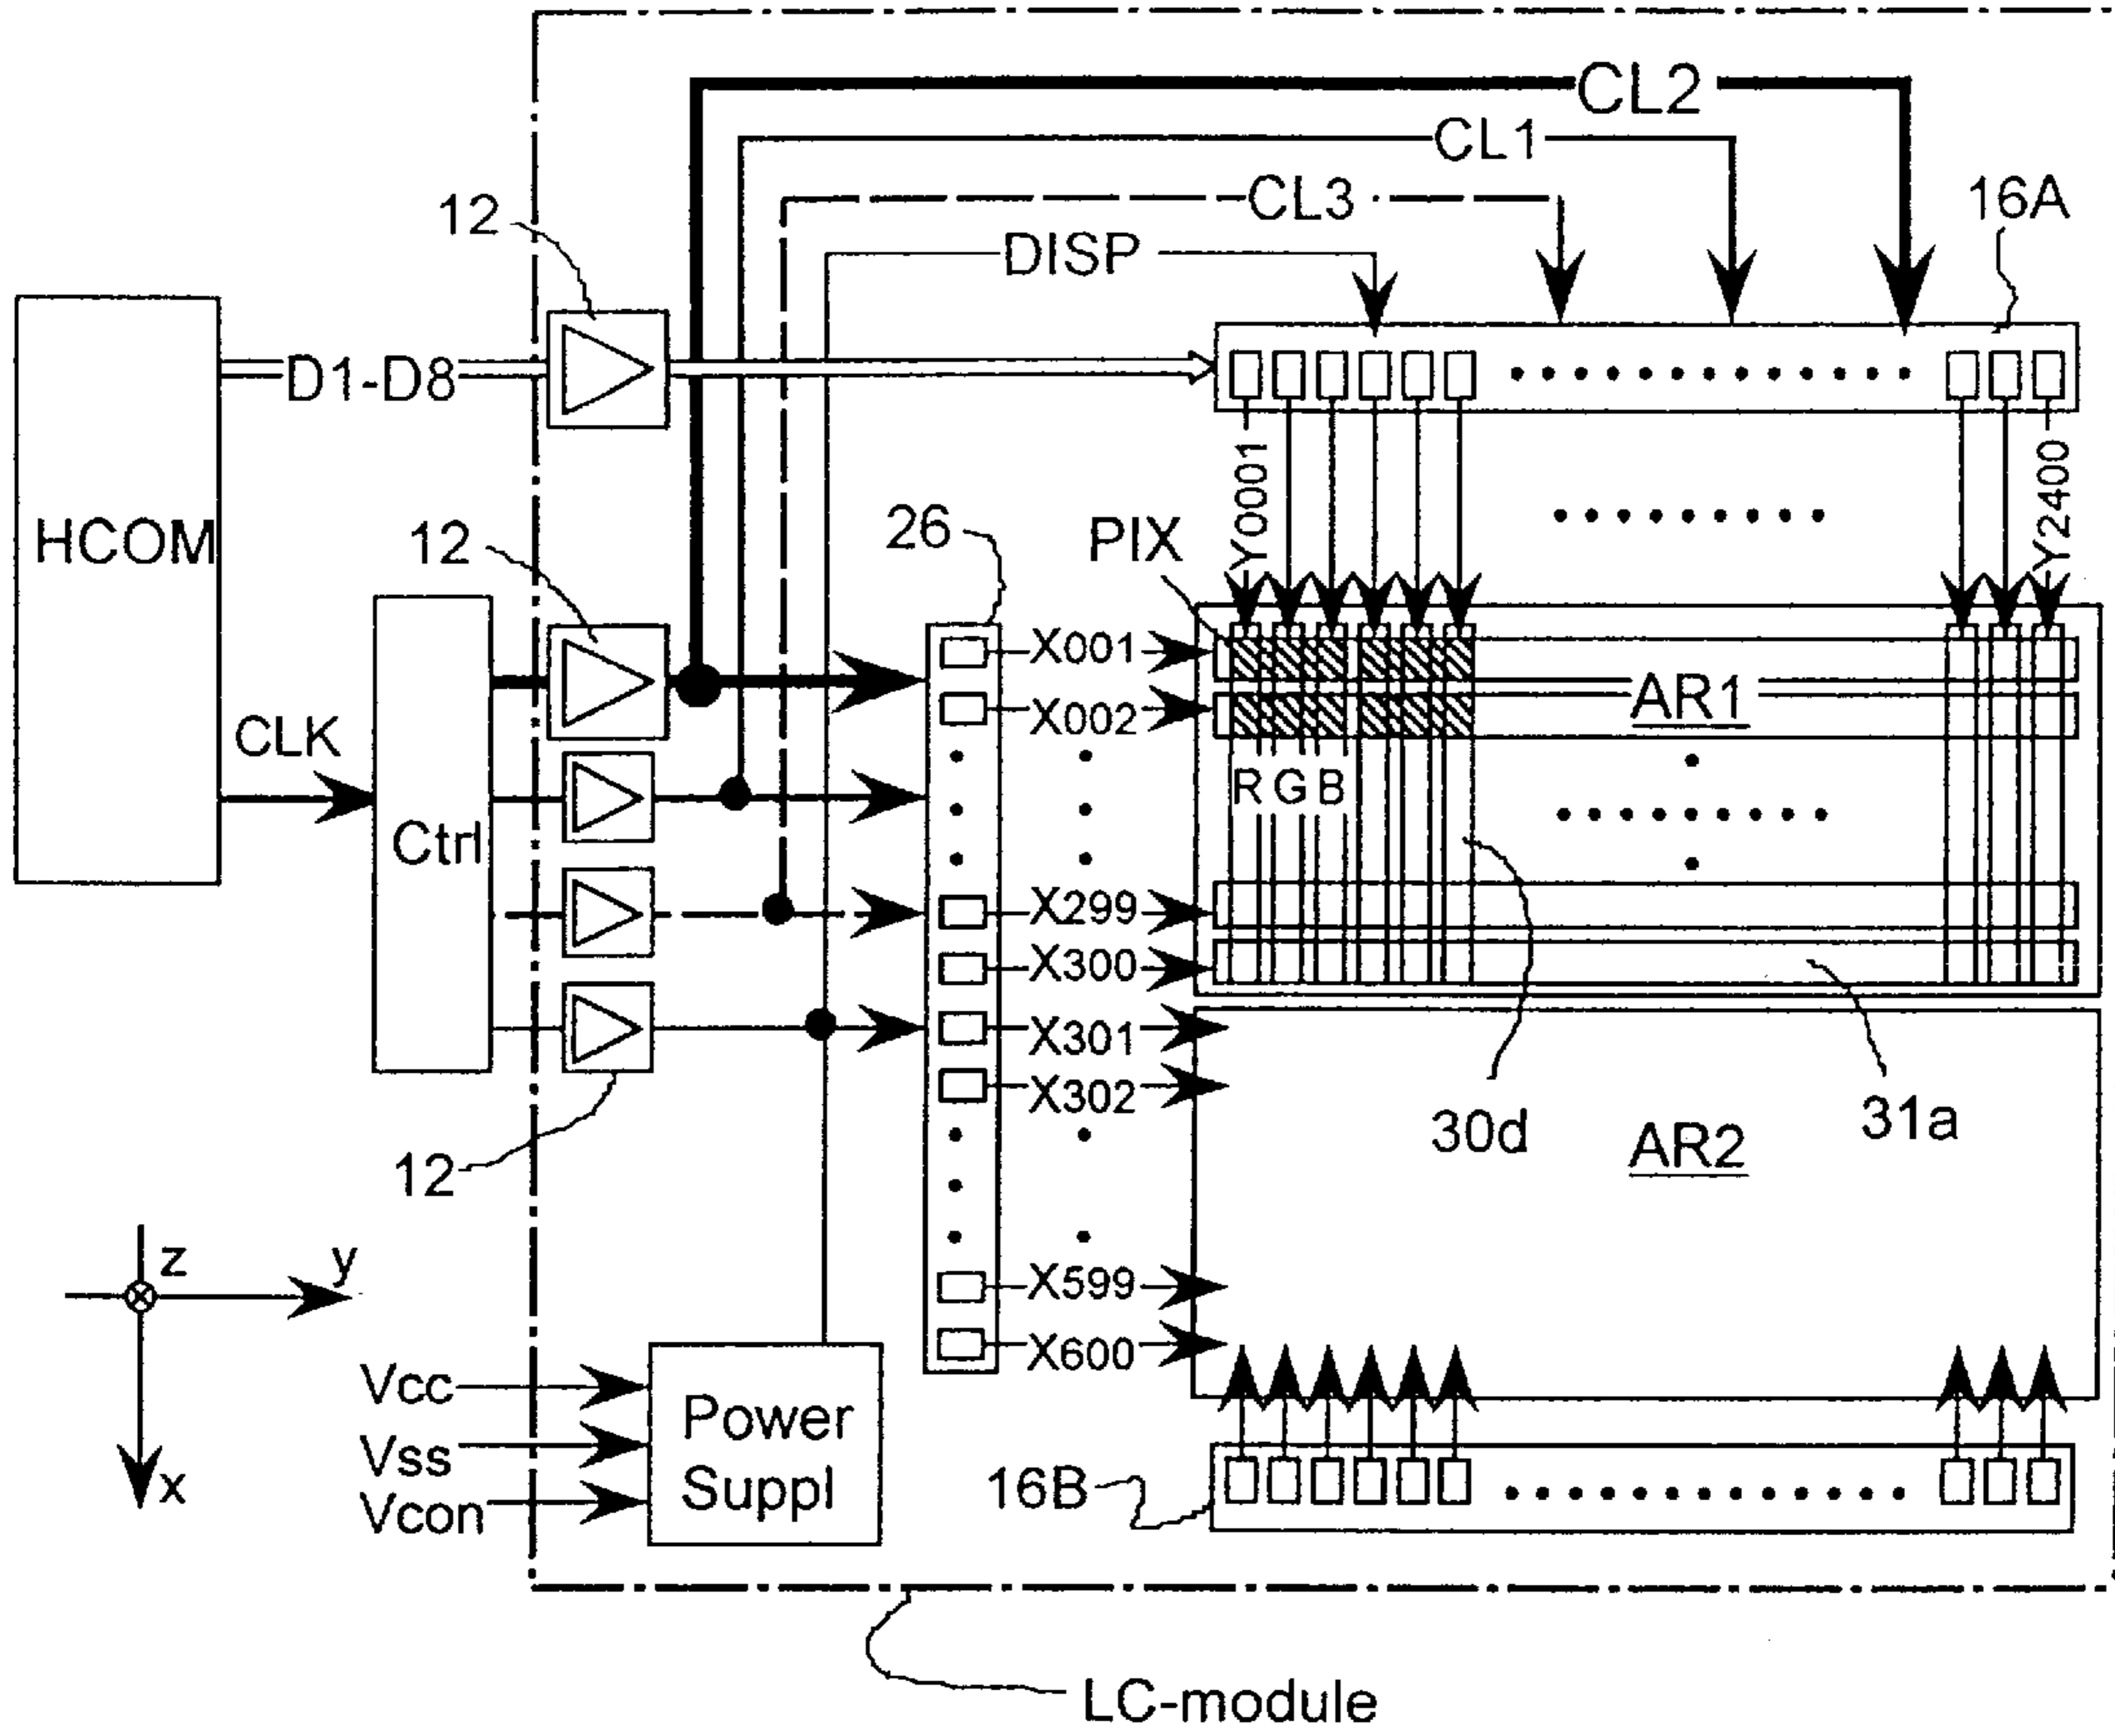 CL2
CL1
CL3
DISP
16A
12
D1-D8
HCOM
12
26
PIX
Y0001
Y2400
X001
X002
AR1
CLK
R G B
Ctrl
X299
X300
X301
X302
30d
31a
AR2
12
z
y
x
X599
X600
Vcc
Vss
Vcon
Power
Suppl
16B
LC-module